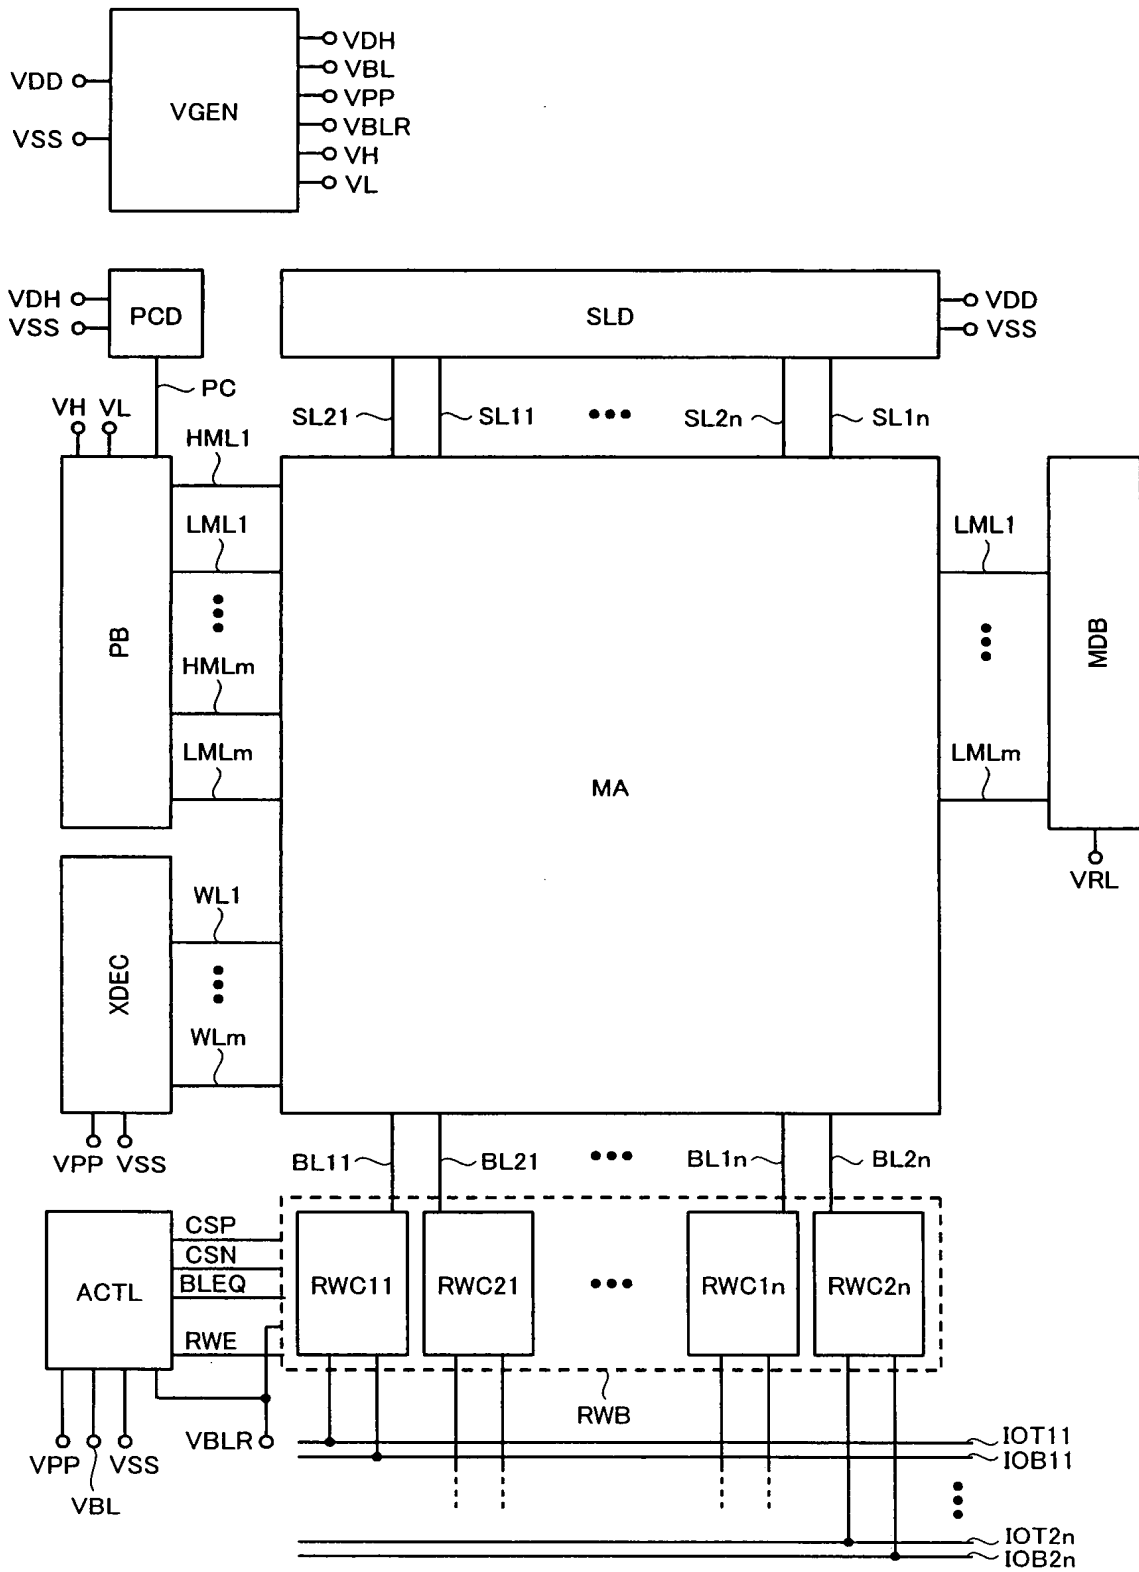 VDH
VDD
VBL
VGEN
VPP
VBLR
VSS
VH
VL
VDH
VSS
PCD
SLD
VDD
VSS
PC
VH
VL
SL21
SL11
SL2n
SL1n
HML1
LML1
LML1
PB
MDB
HMLm
LMLm
LMLm
MA
VRL
WL1
XDEC
WLm
VPP
VSS
BL11
BL21
BL1n
BL2n
ACTL
CSP
CSN
BLEQ
RWE
RWC11
RWC21
RWC1n
RWC2n
RWB
VPP
VSS
VBLR
VBL
IOT11
IOB11
IOT2n
IOB2n